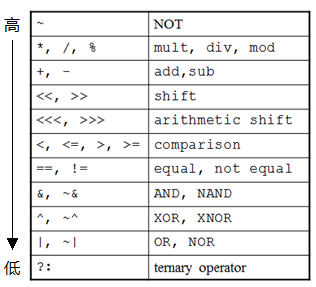 高
~ NOT
*, /, % mult, div, mod
+, - add,sub
<<, >> shift
<<<, >>> arithmetic shift
<, <=, >, >= comparison
==, != equal, not equal
&, ~& AND, NAND
^, ~^ XOR, XNOR
|, ~| OR, NOR
?: ternary operator
低